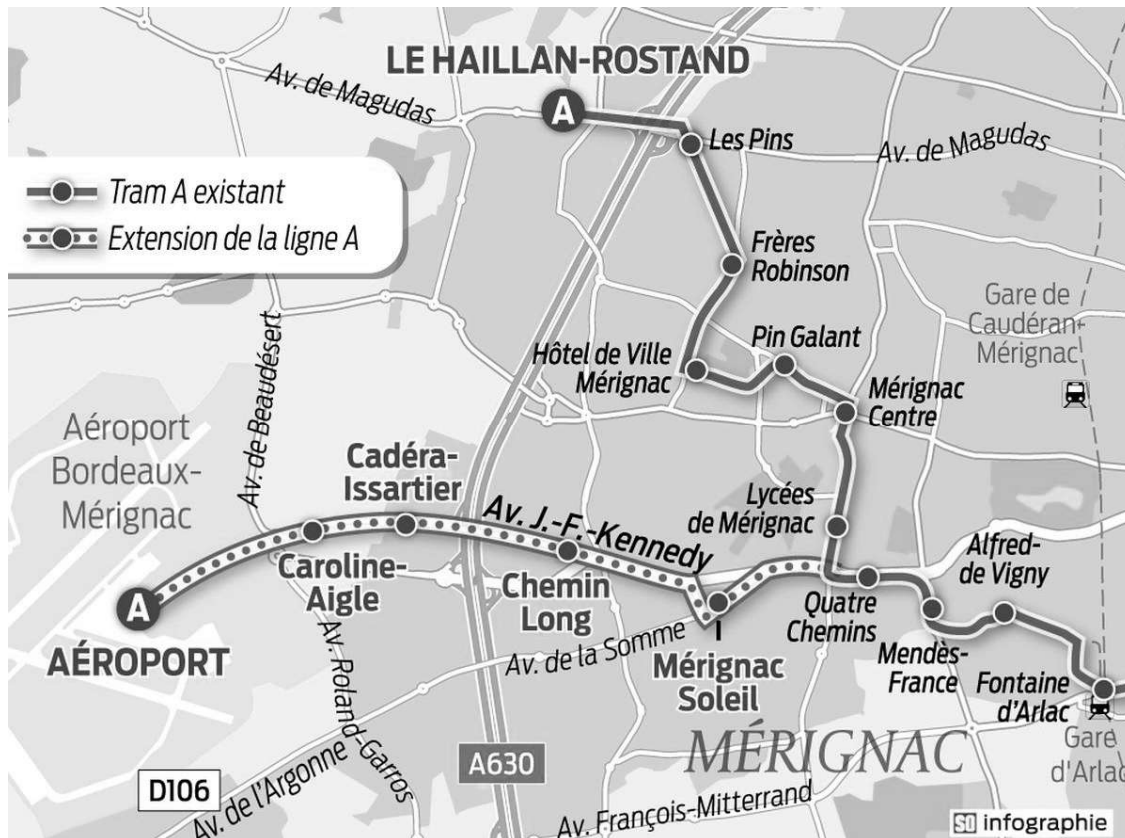 LE HAILLAN-ROSTAND
Av. de Magudas
A
Les Pins
Av. de Magudas
Tram A existant
Extension de la ligne A
Frères
Robinson
Gare de
Caudéran-
Mérignac
Pin Galant
Hôtel de Ville
Mérignac
Mérignac
Centre
Av. de Beaudésert
Aéroport
Bordeaux-
Mérignac
Cadéra-
Issartier
Av. J.-F.-Kennedy
Lycées
de Mérignac
Alfred-
de Vigny
Caroline-
Aigle
Chemin
Long
Quatre
Chemins
A
AÉROPORT
Av. Roland-Garros
Av. de la Somme
Mérignac
Soleil
Mendès-
France
Fontaine
d'Arlac
MÉRIGNAC
Gare
d'Arlac
A630
D106
Av. de l'Argonne
Av. François-Mitterrand
SO infographie